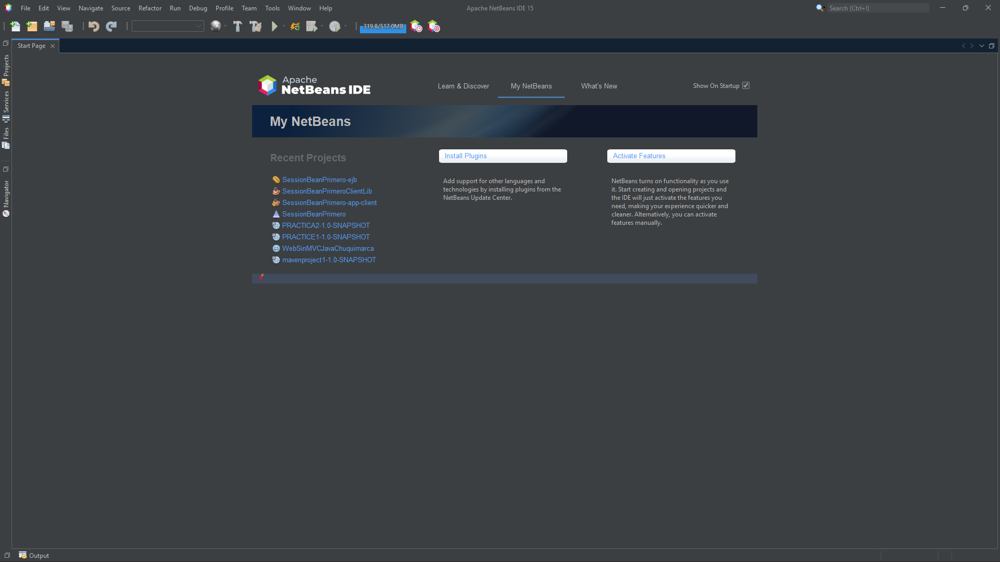 File Edit View Navigate Source Refactor Run Debug Profile Team Tools Window Help
Apache NetBeans IDE 15
Search (Ctrl+I)
319.8/517.0MB
Start Page
Projects
Services
Files
Navigator
Apache
NetBeans IDE
Learn & Discover
My NetBeans
What's New
Show On Startup
My NetBeans
Recent Projects
SessionBeanPrimero-ejb
SessionBeanPrimeroClientLib
SessionBeanPrimero-app-client
SessionBeanPrimero
PRACTICA2-1.0-SNAPSHOT
PRACTICE1-1.0-SNAPSHOT
WebSinMVCJavaChuquimarca
mavenproject1-1.0-SNAPSHOT
Install Plugins
Add support for other languages and
technologies by installing plugins from the
NetBeans Update Center.
Activate Features
NetBeans turns on functionality as you use
it. Start creating and opening projects and
the IDE will just activate the features you
need, making your experience quicker and
cleaner. Alternatively, you can activate
features manually.
Output